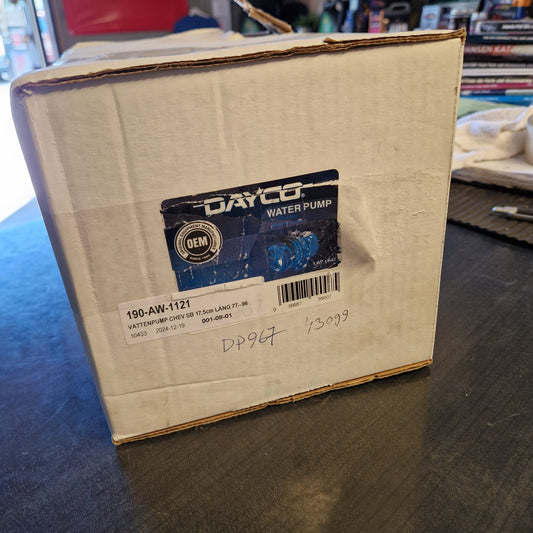 DAYCO
WATER PUMP
OEM
190-AW-1121
VATTENPUMP CHEV SB 17,5cm LÅNG 77-96
10433 2024-12-19 001-08-01
DP967 43099